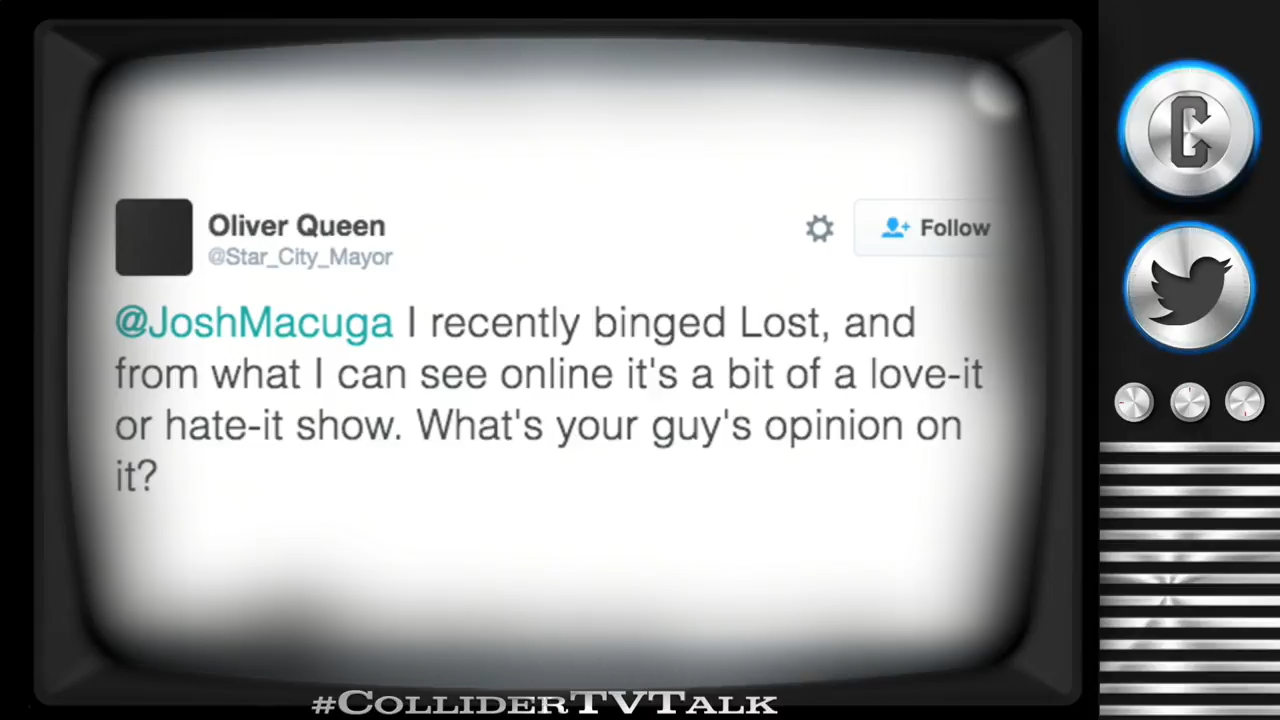 Oliver Queen
@Star_City_Mayor
Follow
@JoshMacuga I recently binged Lost, and
from what I can see online it's a bit of a love-it
or hate-it show. What's your guy's opinion on
it?
#ColliderTVTalk